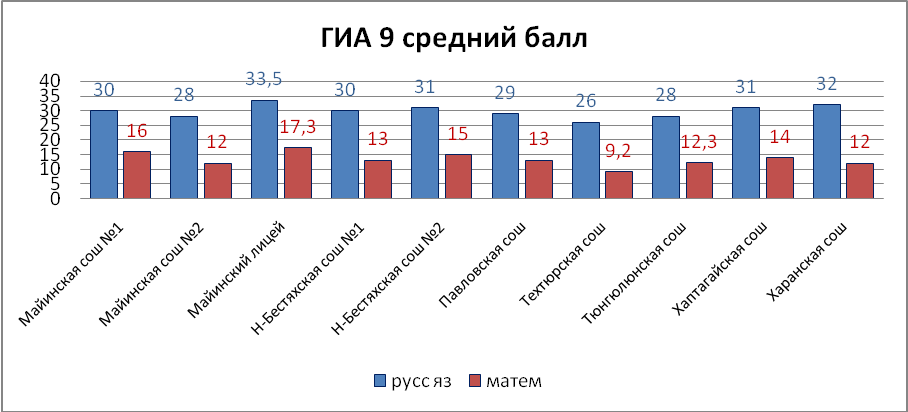 ГИА 9 средний балл
40
35
30
25
20
15
10
5
0
30 28 33,5 30 31 29 26 28 31 32
16 12 17,3 13 15 13 9,2 12,3 14 12
Майинская сош №1
Майинская сош №2
Майинский лицей
Н-Бестяхская сош №1
Н-Бестяхская сош №2
Павловская сош
Техтюрская сош
Тюнгюлюнская сош
Хаптагайская сош
Харанская сош
русс яз матем